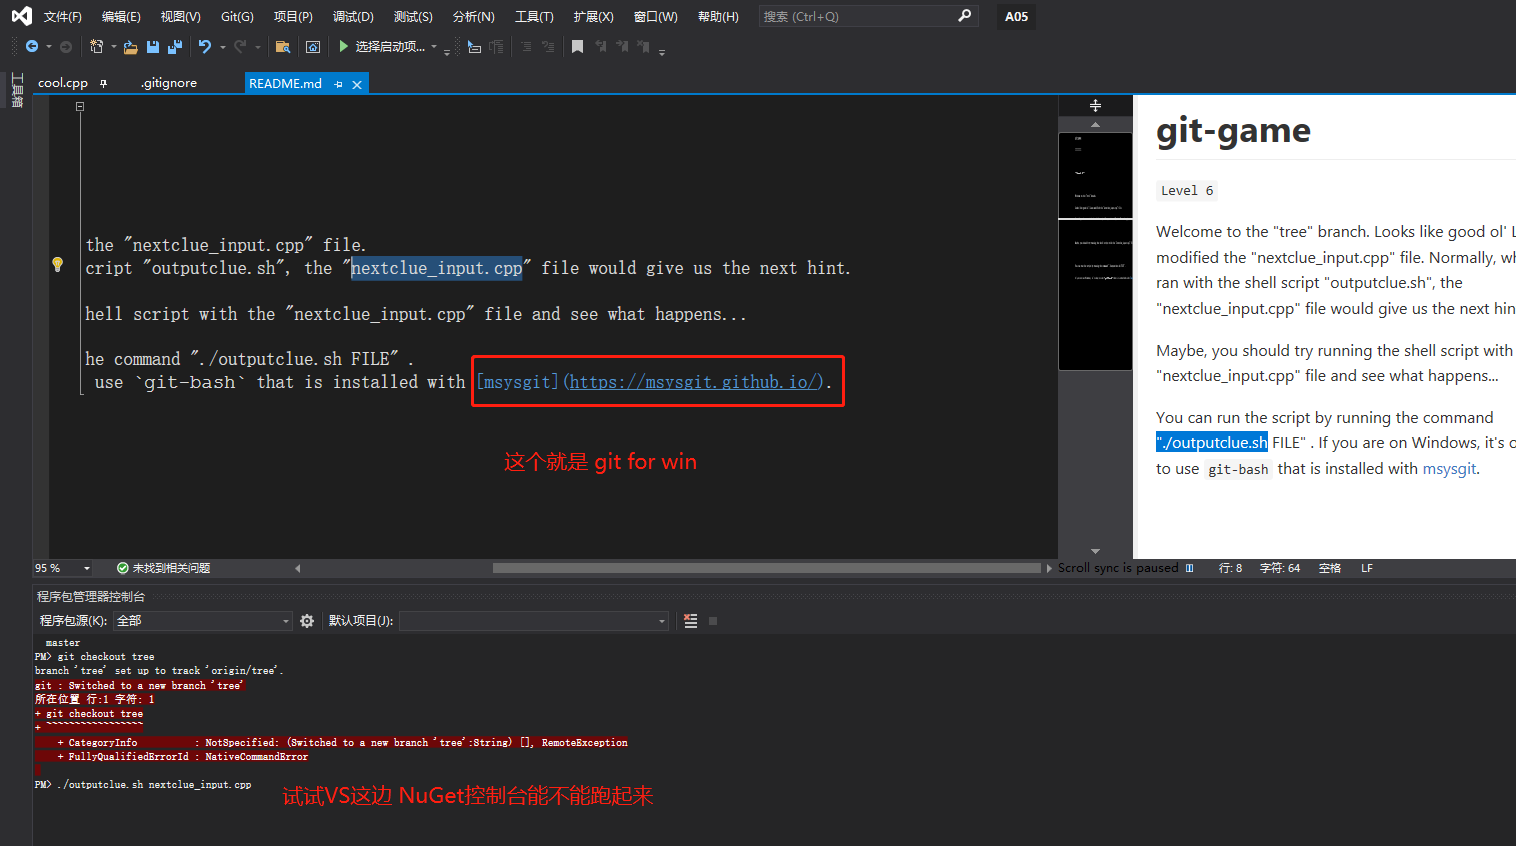 文件(F) 编辑(E) 视图(V) Git(G) 项目(P) 调试(D) 测试(S) 分析(N) 工具(T) 扩展(X) 窗口(W) 帮助(H) 搜索 (Ctrl+Q) A05
选择启动项...
工具箱
cool.cpp .gitignore README.md
the "nextclue_input.cpp" file.
cript "outputclue.sh", the "nextclue_input.cpp" file would give us the next hint.
hell script with the "nextclue_input.cpp" file and see what happens...
he command "./outputclue.sh FILE" .
use `git-bash` that is installed with [msysgit](https://msysgit.github.io/).
这个就是 git for win
git-game
Level 6
Welcome to the "tree" branch. Looks like good ol' L
modified the "nextclue_input.cpp" file. Normally, wh
ran with the shell script "outputclue.sh", the
"nextclue_input.cpp" file would give us the next hin
Maybe, you should try running the shell script with
"nextclue_input.cpp" file and see what happens...
You can run the script by running the command
"./outputclue.sh FILE" . If you are on Windows, it's o
to use git-bash that is installed with msysgit.
95 % 未找到相关问题 Scroll sync is paused 行: 8 字符: 64 空格 LF
程序包管理器控制台
程序包源(K): 全部 默认项目(J):
master
PM> git checkout tree
branch 'tree' set up to track 'origin/tree'.
git : Switched to a new branch 'tree'
所在位置 行:1 字符: 1
+ git checkout tree
+ ~~~~~~~~~~~~~~~~~
+ CategoryInfo : NotSpecified: (Switched to a new branch 'tree':String) [], RemoteException
+ FullyQualifiedErrorId : NativeCommandError
PM> ./outputclue.sh nextclue_input.cpp
试试VS这边 NuGet控制台能不能跑起来